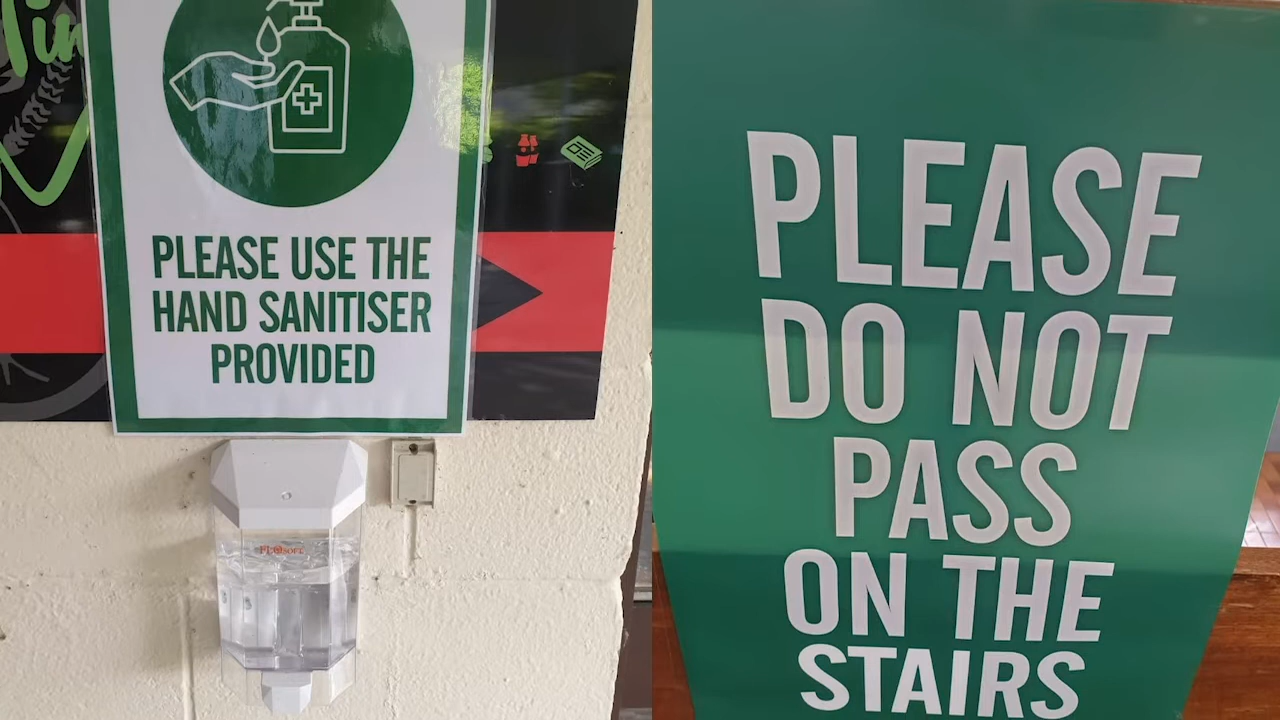 PLEASE USE THE
HAND SANITISER
PROVIDED
PLEASE
DO NOT
PASS
ON THE
STAIRS